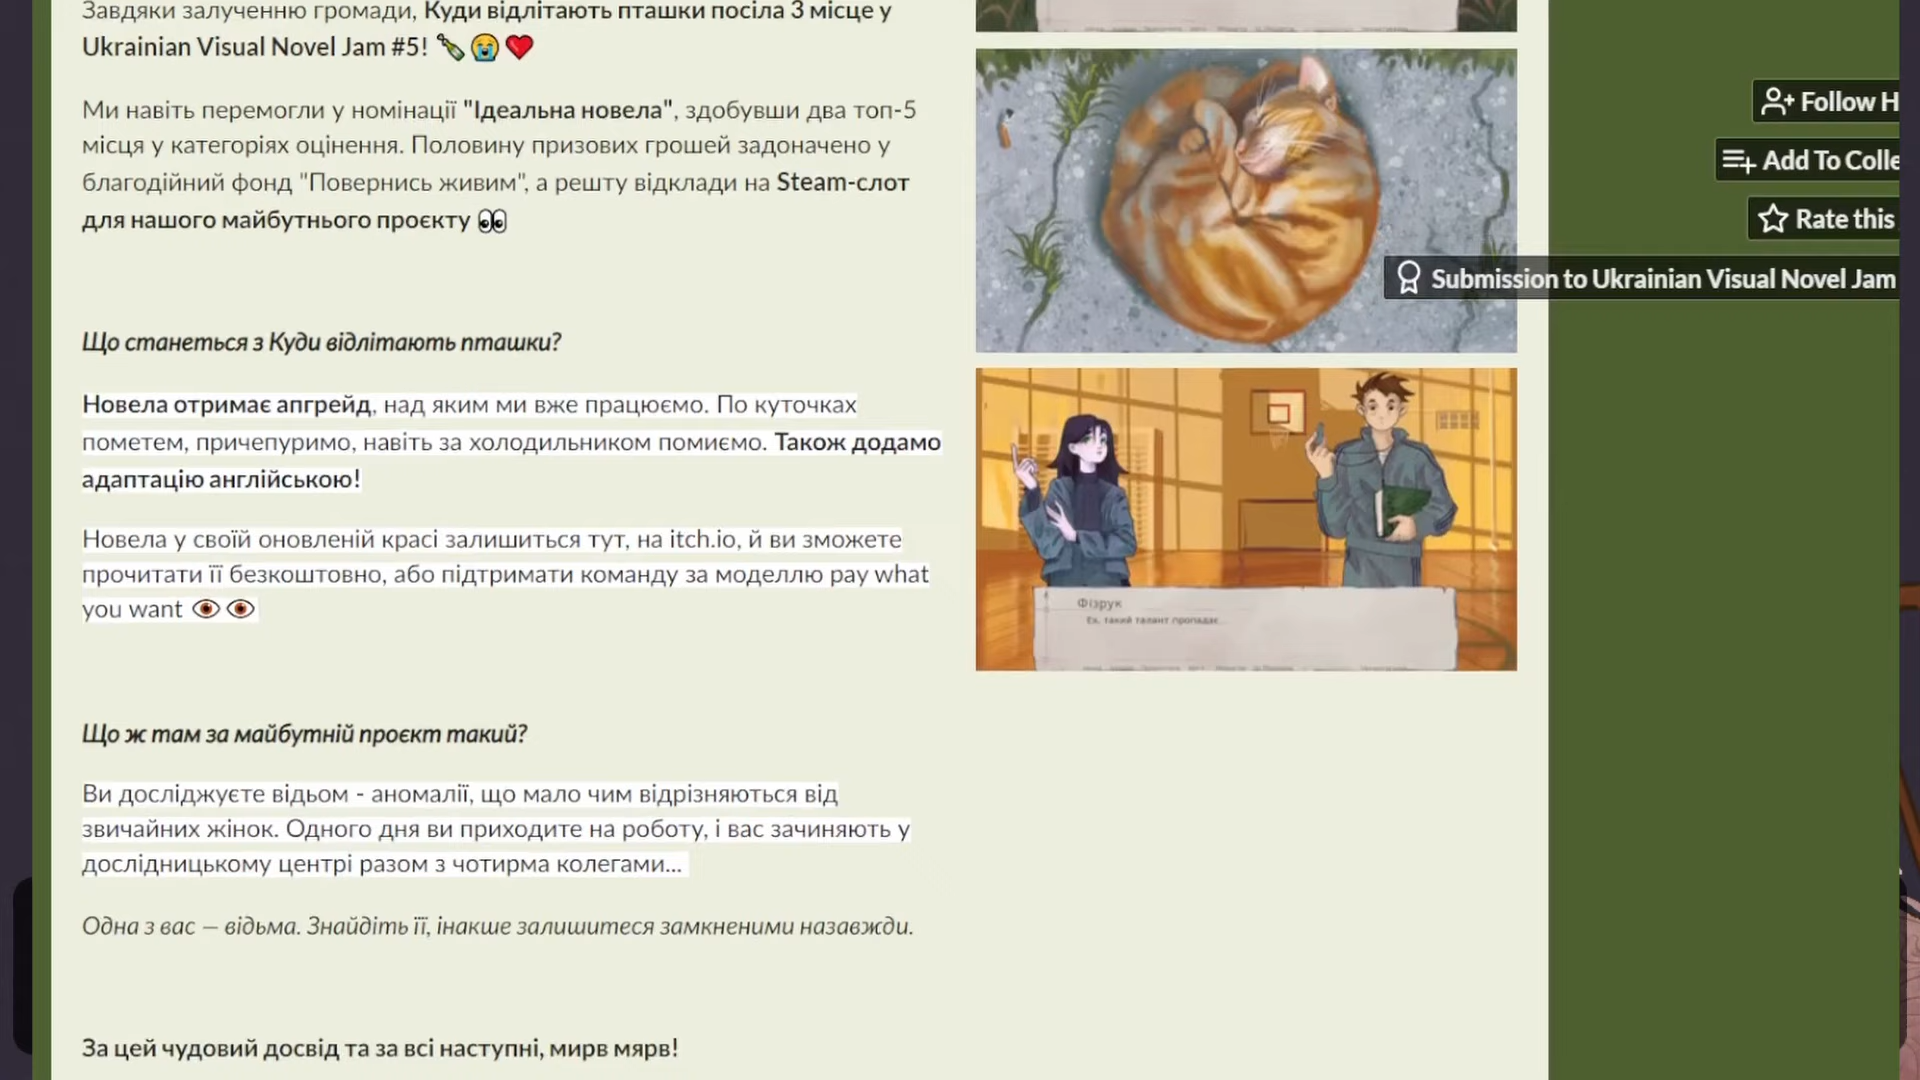 Завдяки залученню громади, Куди відлітають пташки посіла 3 місце у
Ukrainian Visual Novel Jam #5! 🍾😭❤️
Ми навіть перемогли у номінації "Ідеальна новела", здобувши два топ-5
місця у категоріях оцінення. Половину призових грошей задоначено у
благодійний фонд "Повернись живим", а решту відклади на Steam-слот
для нашого майбутнього проєкту 👀
Що станеться з Куди відлітають пташки?
Новела отримає апгрейд, над яким ми вже працюємо. По куточках
пометем, причепуримо, навіть за холодильником помиємо. Також додамо
адаптацію англійською!
Новела у своїй оновленій красі залишиться тут, на itch.io, й ви зможете
прочитати її безкоштовно, або підтримати команду за моделлю pay what
you want 👁️👁️
Що ж там за майбутній проєкт такий?
Ви досліджуєте відьом - аномалії, що мало чим відрізняються від
звичайних жінок. Одного дня ви приходите на роботу, і вас зачиняють у
дослідницькому центрі разом з чотирма колегами...
Одна з вас — відьма. Знайдіть її, інакше залишитеся замкненими назавжди.
За цей чудовий досвід та за всі наступні, мирв мярв!
Фізрук
Ех, такий талант пропадає
Follow H
Add To Colle
Rate this
Submission to Ukrainian Visual Novel Jam